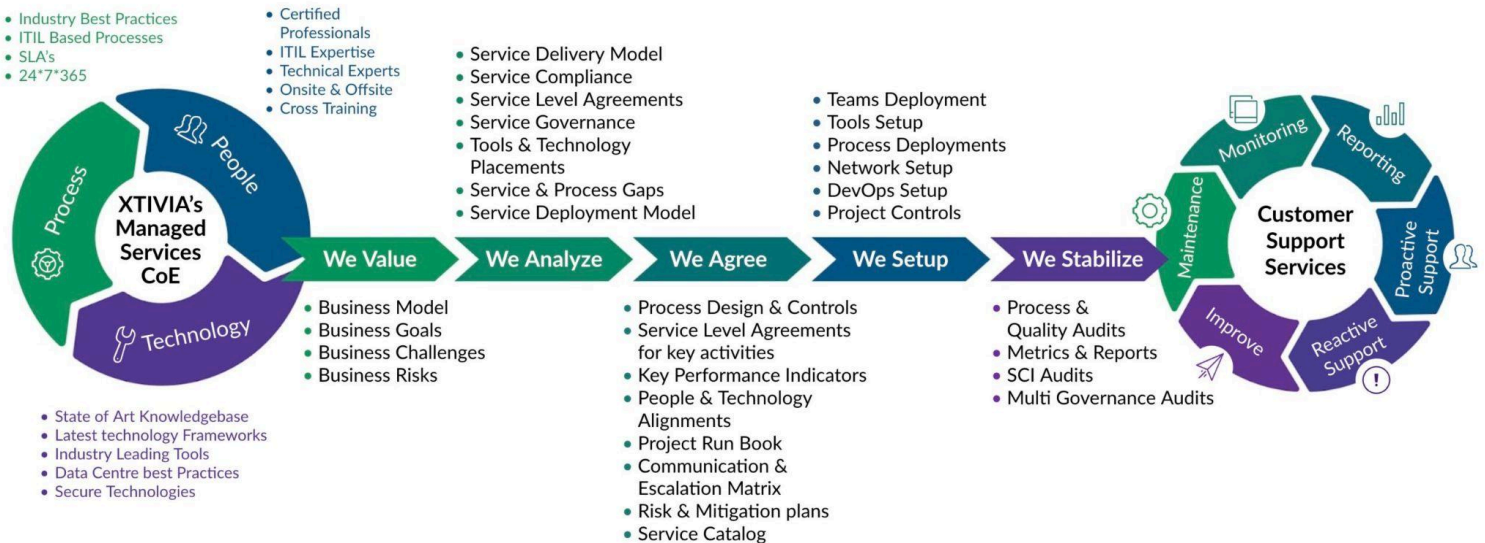 • Industry Best Practices
• ITIL Based Processes
• SLA's
• 24*7*365
• Certified
Professionals
• ITIL Expertise
• Technical Experts
• Onsite & Offsite
• Cross Training
Process
People
Technology
XTIVIA's
Managed
Services
CoE
• State of Art Knowledgebase
• Latest technology Frameworks
• Industry Leading Tools
• Data Centre best Practices
• Secure Technologies
We Value
• Business Model
• Business Goals
• Business Challenges
• Business Risks
• Service Delivery Model
• Service Compliance
• Service Level Agreements
• Service Governance
• Tools & Technology
Placements
• Service & Process Gaps
• Service Deployment Model
We Analyze
We Agree
• Process Design & Controls
• Service Level Agreements
for key activities
• Key Performance Indicators
• People & Technology
Alignments
• Project Run Book
• Communication &
Escalation Matrix
• Risk & Mitigation plans
• Service Catalog
• Teams Deployment
• Tools Setup
• Process Deployments
• Network Setup
• DevOps Setup
• Project Controls
We Setup
We Stabilize
• Process &
Quality Audits
• Metrics & Reports
• SCI Audits
• Multi Governance Audits
Customer
Support
Services
Monitoring
Reporting
Proactive
Support
Reactive
Support
Improve
Maintenance